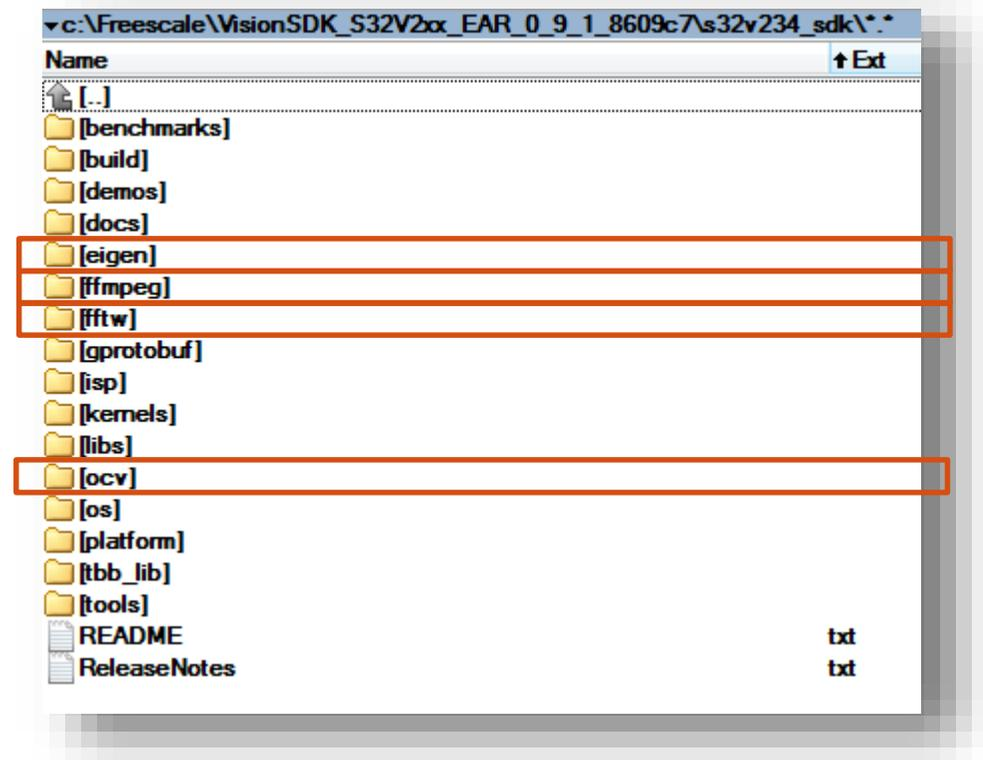 c:\Freescale\VisionSDK_S32V2xx_EAR_0_9_1_8609c7\s32v234_sdk\*.*
Name Ext
[..]
[benchmarks]
[build]
[demos]
[docs]
[eigen]
[ffmpeg]
[fftw]
[gprotobuf]
[isp]
[kernels]
[libs]
[ocv]
[os]
[platform]
[tbb_lib]
[tools]
README txt
ReleaseNotes txt